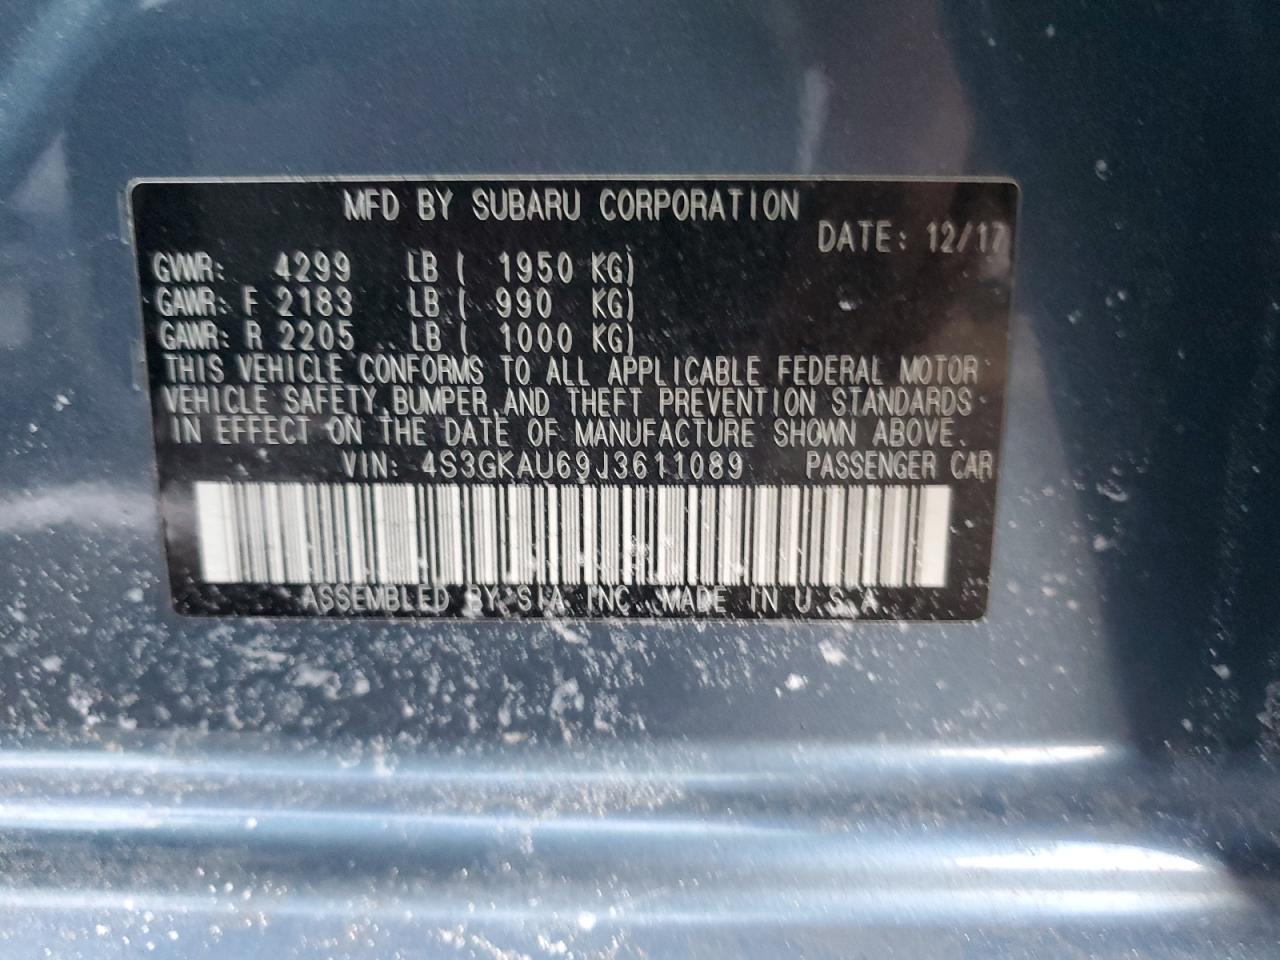 MFD BY SUBARU CORPORATION
DATE: 12/17
GVWR: 4299 LB ( 1950 KG)
GAWR: F 2183 LB ( 990 KG)
GAWR: R 2205 LB ( 1000 KG)
THIS VEHICLE CONFORMS TO ALL APPLICABLE FEDERAL MOTOR
VEHICLE SAFETY,BUMPER,AND THEFT PREVENTION STANDARDS
IN EFFECT ON THE DATE OF MANUFACTURE SHOWN ABOVE.
VIN: 4S3GKAU69J3611089 PASSENGER CAR
ASSEMBLED BY SIA INC. MADE IN U.S.A.